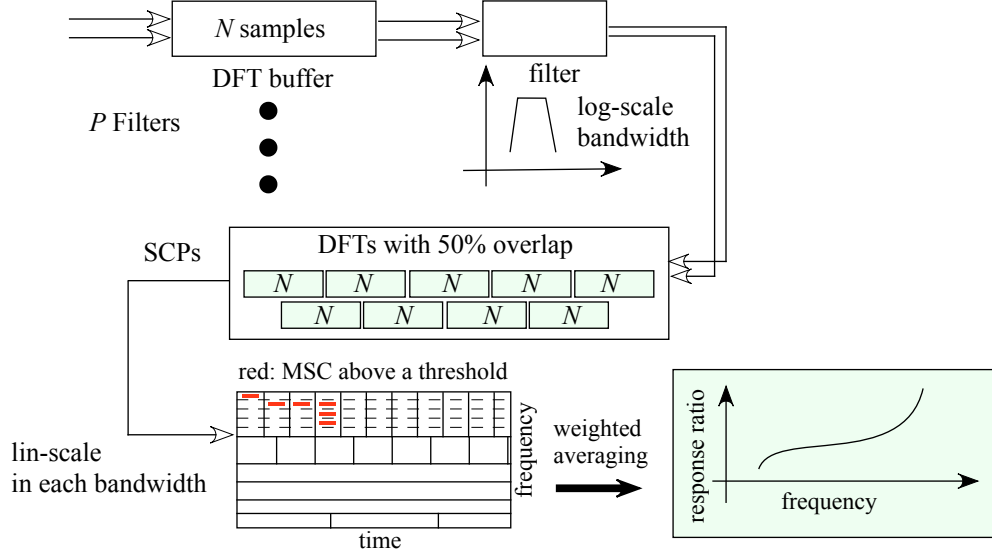 N samples
DFT buffer
filter
P Filters
log-scale
bandwidth
SCPs
DFTs with 50% overlap
N N N N N
N N N N
red: MSC above a threshold
frequency
weighted
averaging
response ratio
lin-scale
in each bandwidth
frequency
time